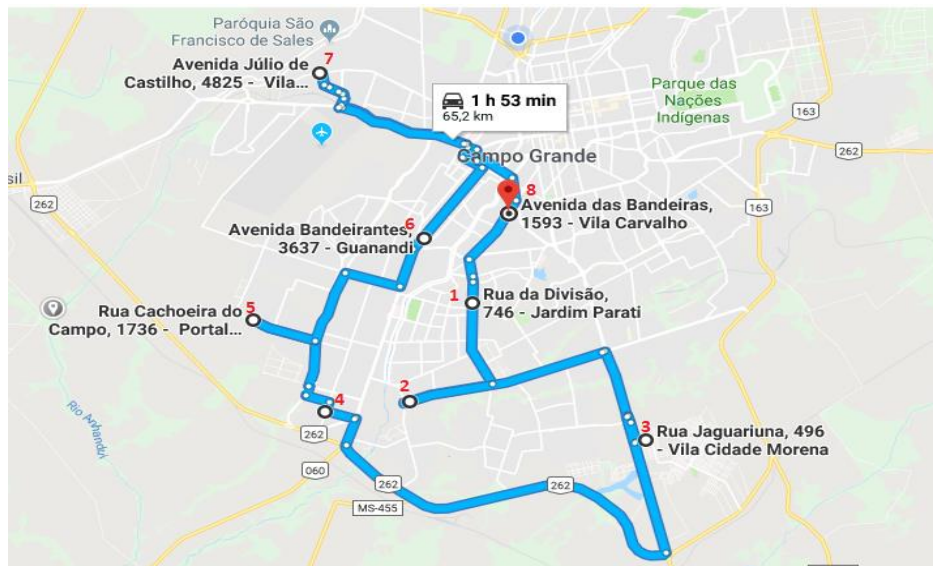 Paróquia São
Francisco de Sales
7
Avenida Júlio de
Castilho, 4825 - Vila...
1 h 53 min
65,2 km
Parque das
Nações
Indígenas
163
262
Campo Grande
sil
262
8
Avenida das Bandeiras,
1593 - Vila Carvalho
163
6
Avenida Bandeirantes,
3637 - Guanandi
5
Rua Cachoeira do
Campo, 1736 - Portal...
1
Rua da Divisão,
746 - Jardim Parati
2
4
3
Rua Jaguariuna, 496
- Vila Cidade Morena
Rio Anhanduí
262
060
262
262
MS-455